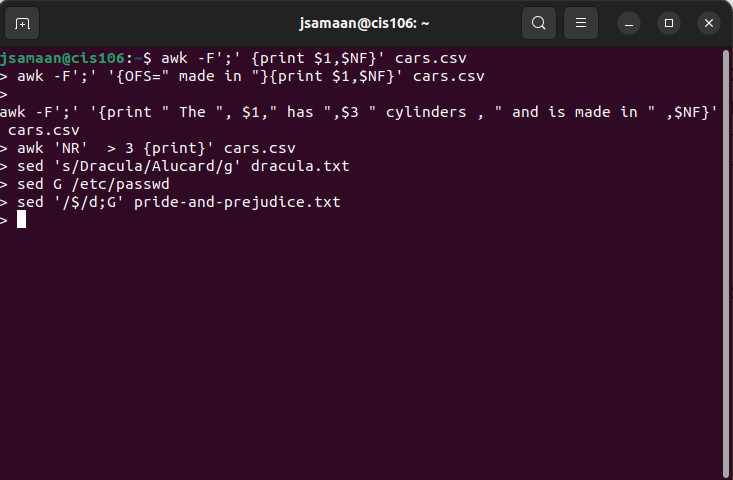 jsamaan@cis106: ~
jsamaan@cis106:~$ awk -F';' {print $1,$NF}' cars.csv
> awk -F';' '{OFS=" made in "}{print $1,$NF}' cars.csv
>
awk -F';' '{print " The ", $1," has ",$3 " cylinders , " and is made in " ,$NF}'
 cars.csv
> awk 'NR'  > 3 {print}' cars.csv
> sed 's/Dracula/Alucard/g' dracula.txt
> sed G /etc/passwd
> sed '/$/d;G' pride-and-prejudice.txt
>